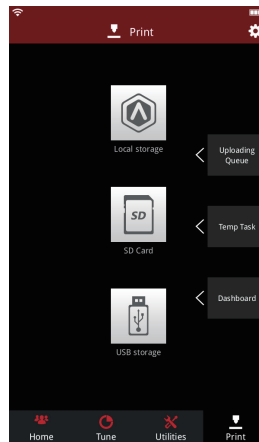 Print
Local storage
Uploading
Queue
SD
SD Card
Temp Task
Dashboard
USB storage
Home
Tune
Utilities
Print